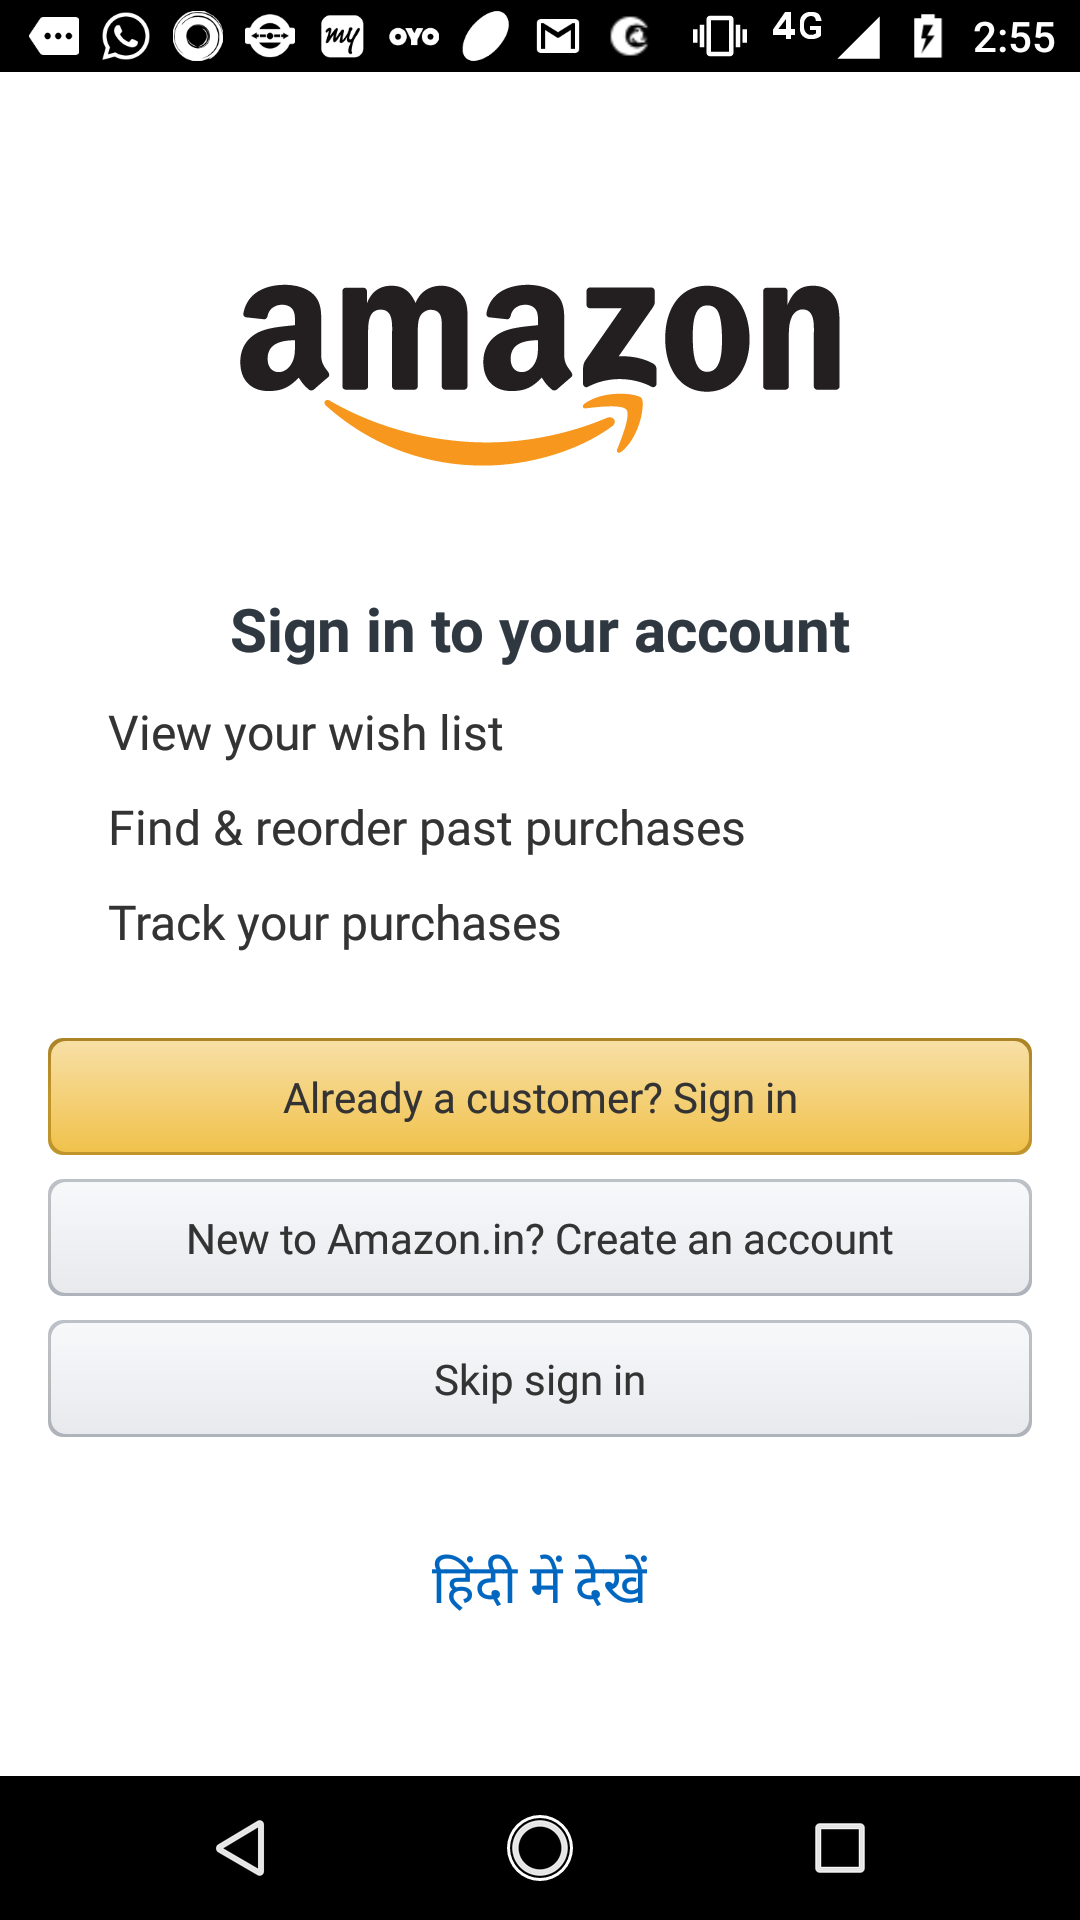 my OYO 4G 2:55
amazon
Sign in to your account
View your wish list
Find & reorder past purchases
Track your purchases
Already a customer? Sign in
New to Amazon.in? Create an account
Skip sign in
हिंदी में देखें